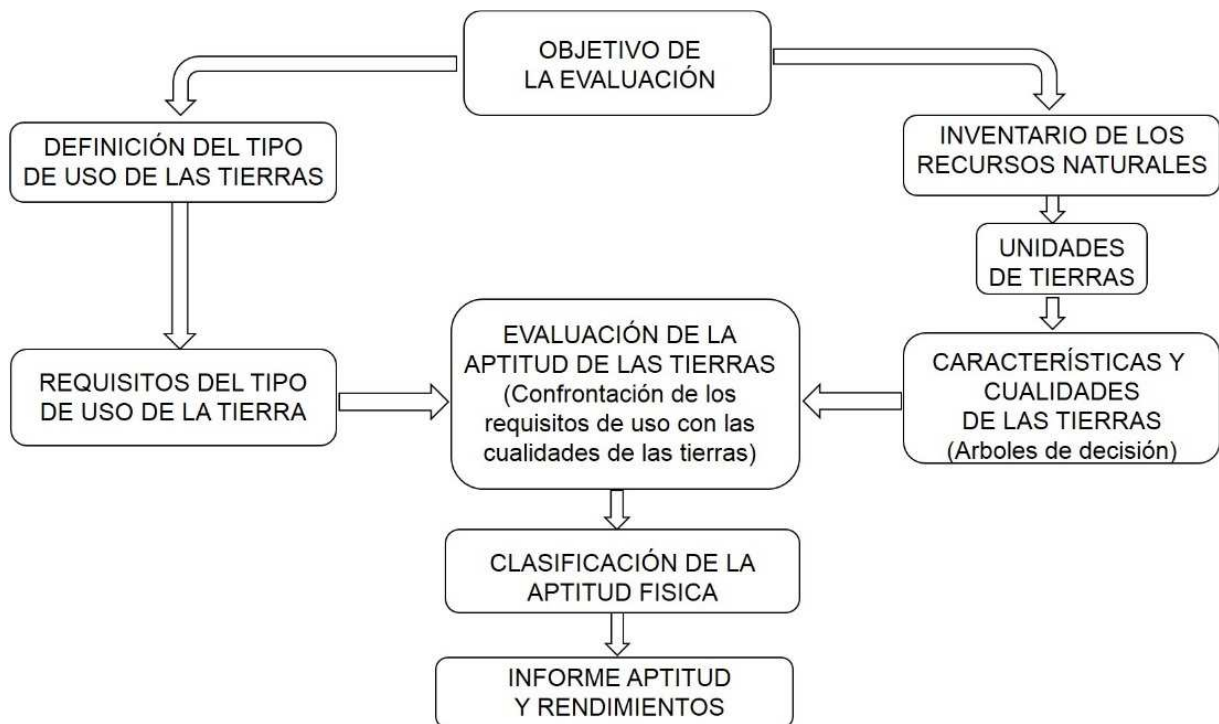 OBJETIVO DE
LA EVALUACIÓN
DEFINICIÓN DEL TIPO
DE USO DE LAS TIERRAS
INVENTARIO DE LOS
RECURSOS NATURALES
UNIDADES
DE TIERRAS
REQUISITOS DEL TIPO
DE USO DE LA TIERRA
EVALUACIÓN DE LA
APTITUD DE LAS TIERRAS
(Confrontación de los
requisitos de uso con las
cualidades de las tierras)
CARACTERÍSTICAS Y
CUALIDADES
DE LAS TIERRAS
(Arboles de decisión)
CLASIFICACIÓN DE LA
APTITUD FISICA
INFORME APTITUD
Y RENDIMIENTOS